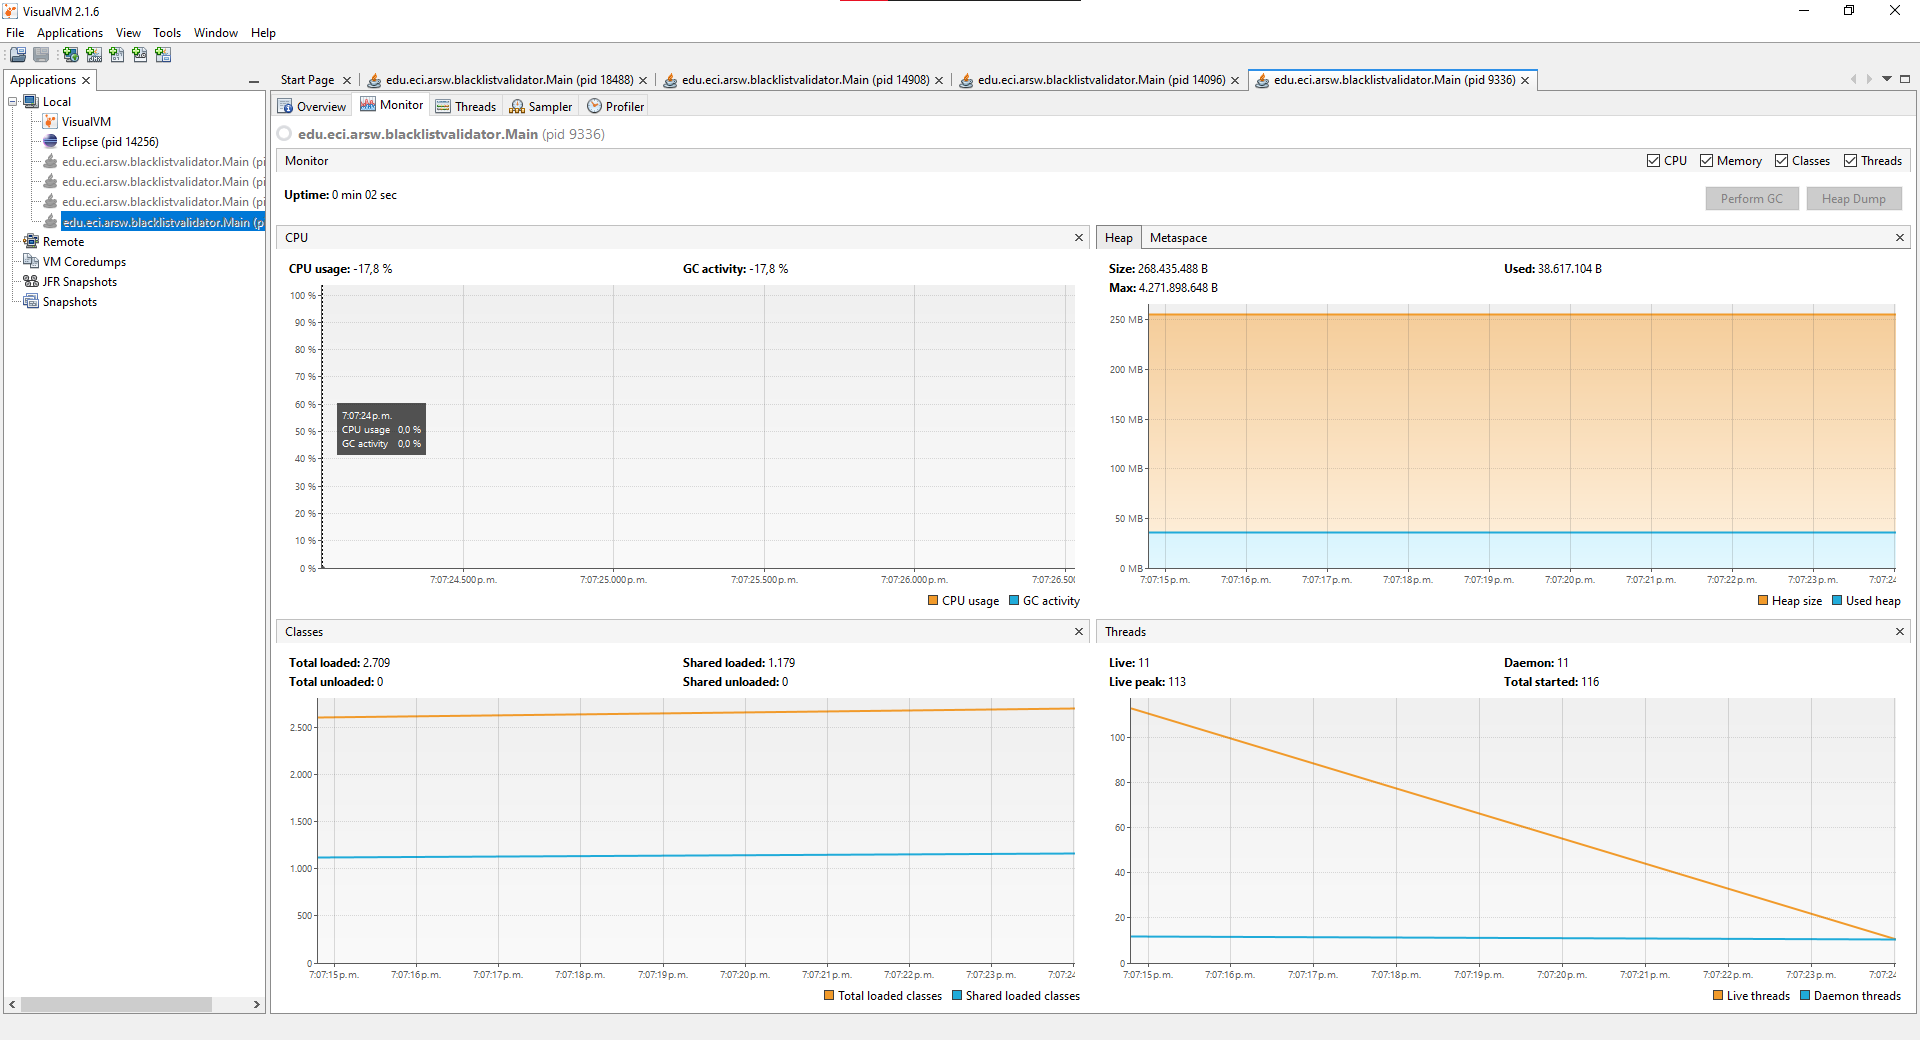 VisualVM 2.1.6
File Applications View Tools Window Help
Applications
Start Page
edu.eci.arsw.blacklistvalidator.Main (pid 18488)
edu.eci.arsw.blacklistvalidator.Main (pid 14908)
edu.eci.arsw.blacklistvalidator.Main (pid 14096)
edu.eci.arsw.blacklistvalidator.Main (pid 9336)
Local
VisualVM
Eclipse (pid 14256)
edu.eci.arsw.blacklistvalidator.Main (pi
edu.eci.arsw.blacklistvalidator.Main (pi
edu.eci.arsw.blacklistvalidator.Main (pi
edu.eci.arsw.blacklistvalidator.Main (p
Remote
VM Coredumps
JFR Snapshots
Snapshots
Overview Monitor Threads Sampler Profiler
edu.eci.arsw.blacklistvalidator.Main (pid 9336)
Monitor
CPU Memory Classes Threads
Uptime: 0 min 02 sec
Perform GC Heap Dump
CPU
CPU usage: -17,8 % GC activity: -17,8 %
100 %
90 %
80 %
70 %
60 %
50 %
40 %
30 %
20 %
10 %
0 %
7:07:24 p.m.
CPU usage 0,0 %
GC activity 0,0 %
7:07:24.500 p.m. 7:07:25.000 p.m. 7:07:25.500 p.m. 7:07:26.000 p.m. 7:07:26.50
CPU usage GC activity
Heap Metaspace
Size: 268.435.488 B Used: 38.617.104 B
Max: 4.271.898.648 B
250 MB
200 MB
150 MB
100 MB
50 MB
0 MB
7:07:15 p.m. 7:07:16 p.m. 7:07:17 p.m. 7:07:18 p.m. 7:07:19 p.m. 7:07:20 p.m. 7:07:21 p.m. 7:07:22 p.m. 7:07:23 p.m. 7:07:24
Heap size Used heap
Classes
Total loaded: 2.709 Shared loaded: 1.179
Total unloaded: 0 Shared unloaded: 0
2.500
2.000
1.500
1.000
500
0
7:07:15 p.m. 7:07:16 p.m. 7:07:17 p.m. 7:07:18 p.m. 7:07:19 p.m. 7:07:20 p.m. 7:07:21 p.m. 7:07:22 p.m. 7:07:23 p.m. 7:07:24
Total loaded classes Shared loaded classes
Threads
Live: 11 Daemon: 11
Live peak: 113 Total started: 116
100
80
60
40
20
0
7:07:15 p.m. 7:07:16 p.m. 7:07:17 p.m. 7:07:18 p.m. 7:07:19 p.m. 7:07:20 p.m. 7:07:21 p.m. 7:07:22 p.m. 7:07:23 p.m. 7:07:24
Live threads Daemon threads